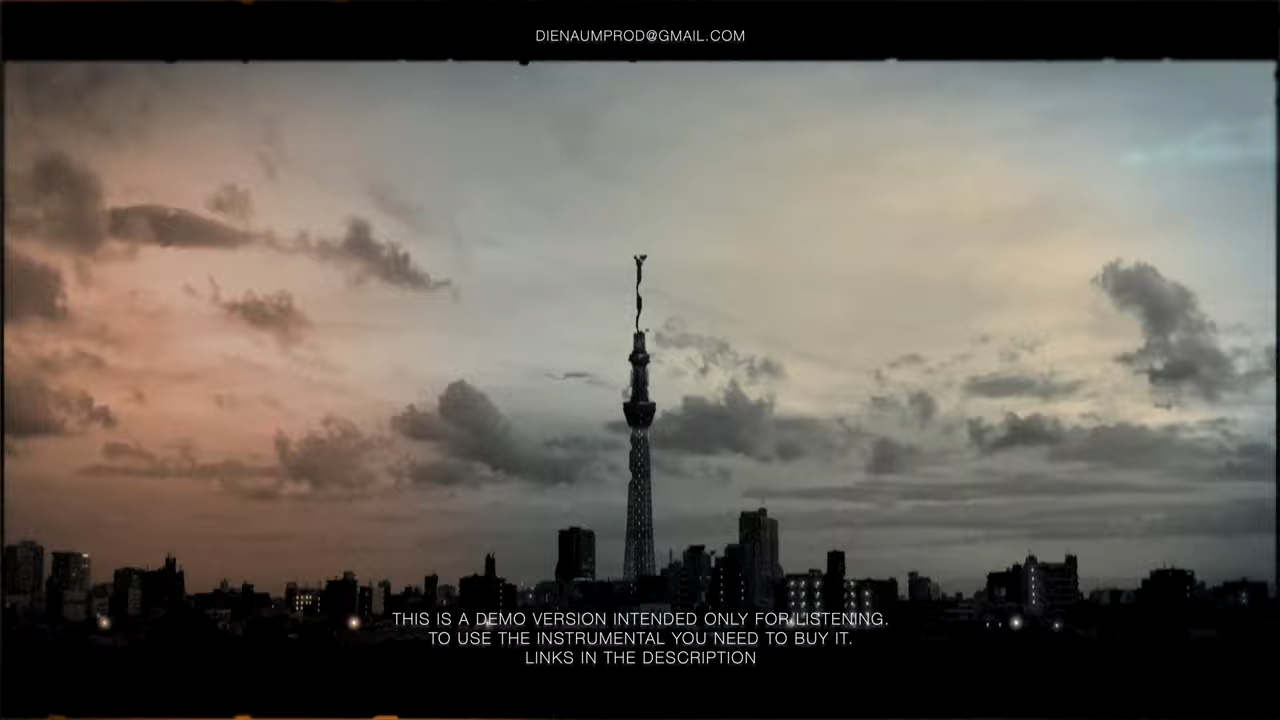 DIENAUMPROD@GMAIL.COM
THIS IS A DEMO VERSION INTENDED ONLY FOR LISTENING.
TO USE THE INSTRUMENTAL YOU NEED TO BUY IT.
LINKS IN THE DESCRIPTION